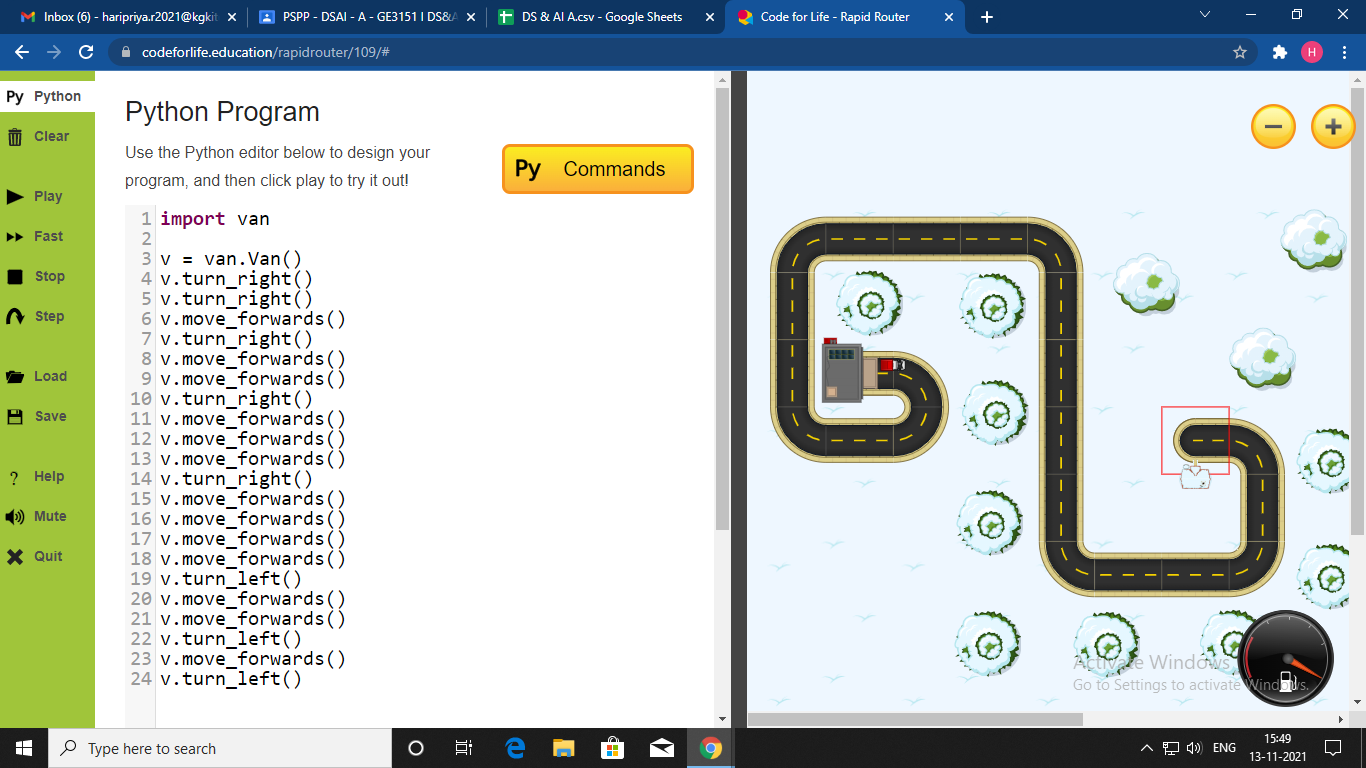 Inbox (6) - haripriya.r2021@kgkit
PSPP - DSAI - A - GE3151 I DS&A
DS & AI A.csv - Google Sheets
Code for Life - Rapid Router
codeforlife.education/rapidrouter/109/#
H
Py Python
Clear
Play
Fast
Stop
Step
Load
Save
? Help
Mute
Quit
Python Program
Use the Python editor below to design your
program, and then click play to try it out!
Py Commands
1 import van
2
3 v = van.Van()
4 v.turn_right()
5 v.turn_right()
6 v.move_forwards()
7 v.turn_right()
8 v.move_forwards()
9 v.move_forwards()
10 v.turn_right()
11 v.move_forwards()
12 v.move_forwards()
13 v.move_forwards()
14 v.turn_right()
15 v.move_forwards()
16 v.move_forwards()
17 v.move_forwards()
18 v.move_forwards()
19 v.turn_left()
20 v.move_forwards()
21 v.move_forwards()
22 v.turn_left()
23 v.move_forwards()
24 v.turn_left()
Activate Windows
Go to Settings to activate Windows.
Type here to search
ENG
15:49
13-11-2021